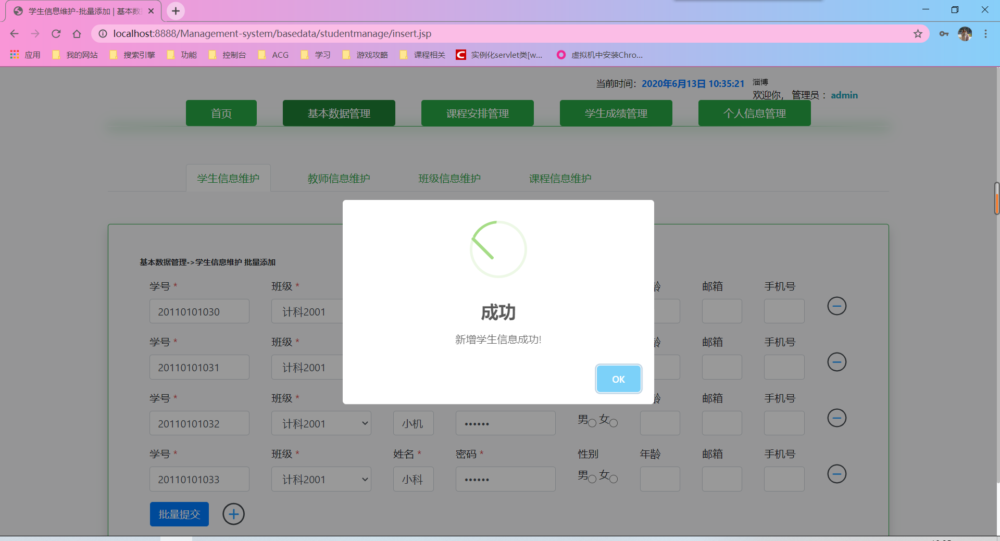 学生信息维护-批量添加 | 基本数
localhost:8888/Management-system/basedata/studentmanage/insert.jsp
应用 我的网站 搜索引擎 功能 控制台 ACG 学习 游戏攻略 课程相关 实例化servlet类[w... 虚拟机中安装Chro...
当前时间：2020年6月13日 10:35:21 淄博
欢迎你， 管理员 ：admin
首页 基本数据管理 课程安排管理 学生成绩管理 个人信息管理
学生信息维护 教师信息维护 班级信息维护 课程信息维护
基本数据管理->学生信息维护 批量添加
学号 * 班级 * 龄 邮箱 手机号
20110101030 计科2001
学号 * 班级 * 龄 邮箱 手机号
20110101031 计科2001
成功
新增学生信息成功!
OK
学号 * 班级 * 龄 邮箱 手机号
20110101032 计科2001 小机 •••••• 男 女
学号 * 班级 * 姓名 * 密码 * 性别 年龄 邮箱 手机号
20110101033 计科2001 小科 •••••• 男 女
批量提交